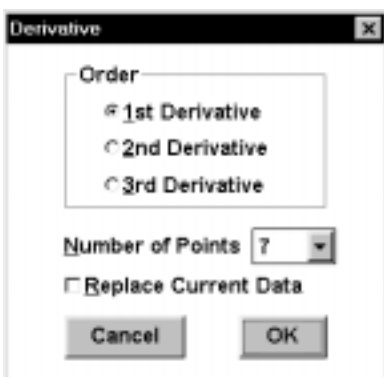 Derivative
Order
1st Derivative
2nd Derivative
3rd Derivative
Number of Points 7
Replace Current Data
Cancel OK